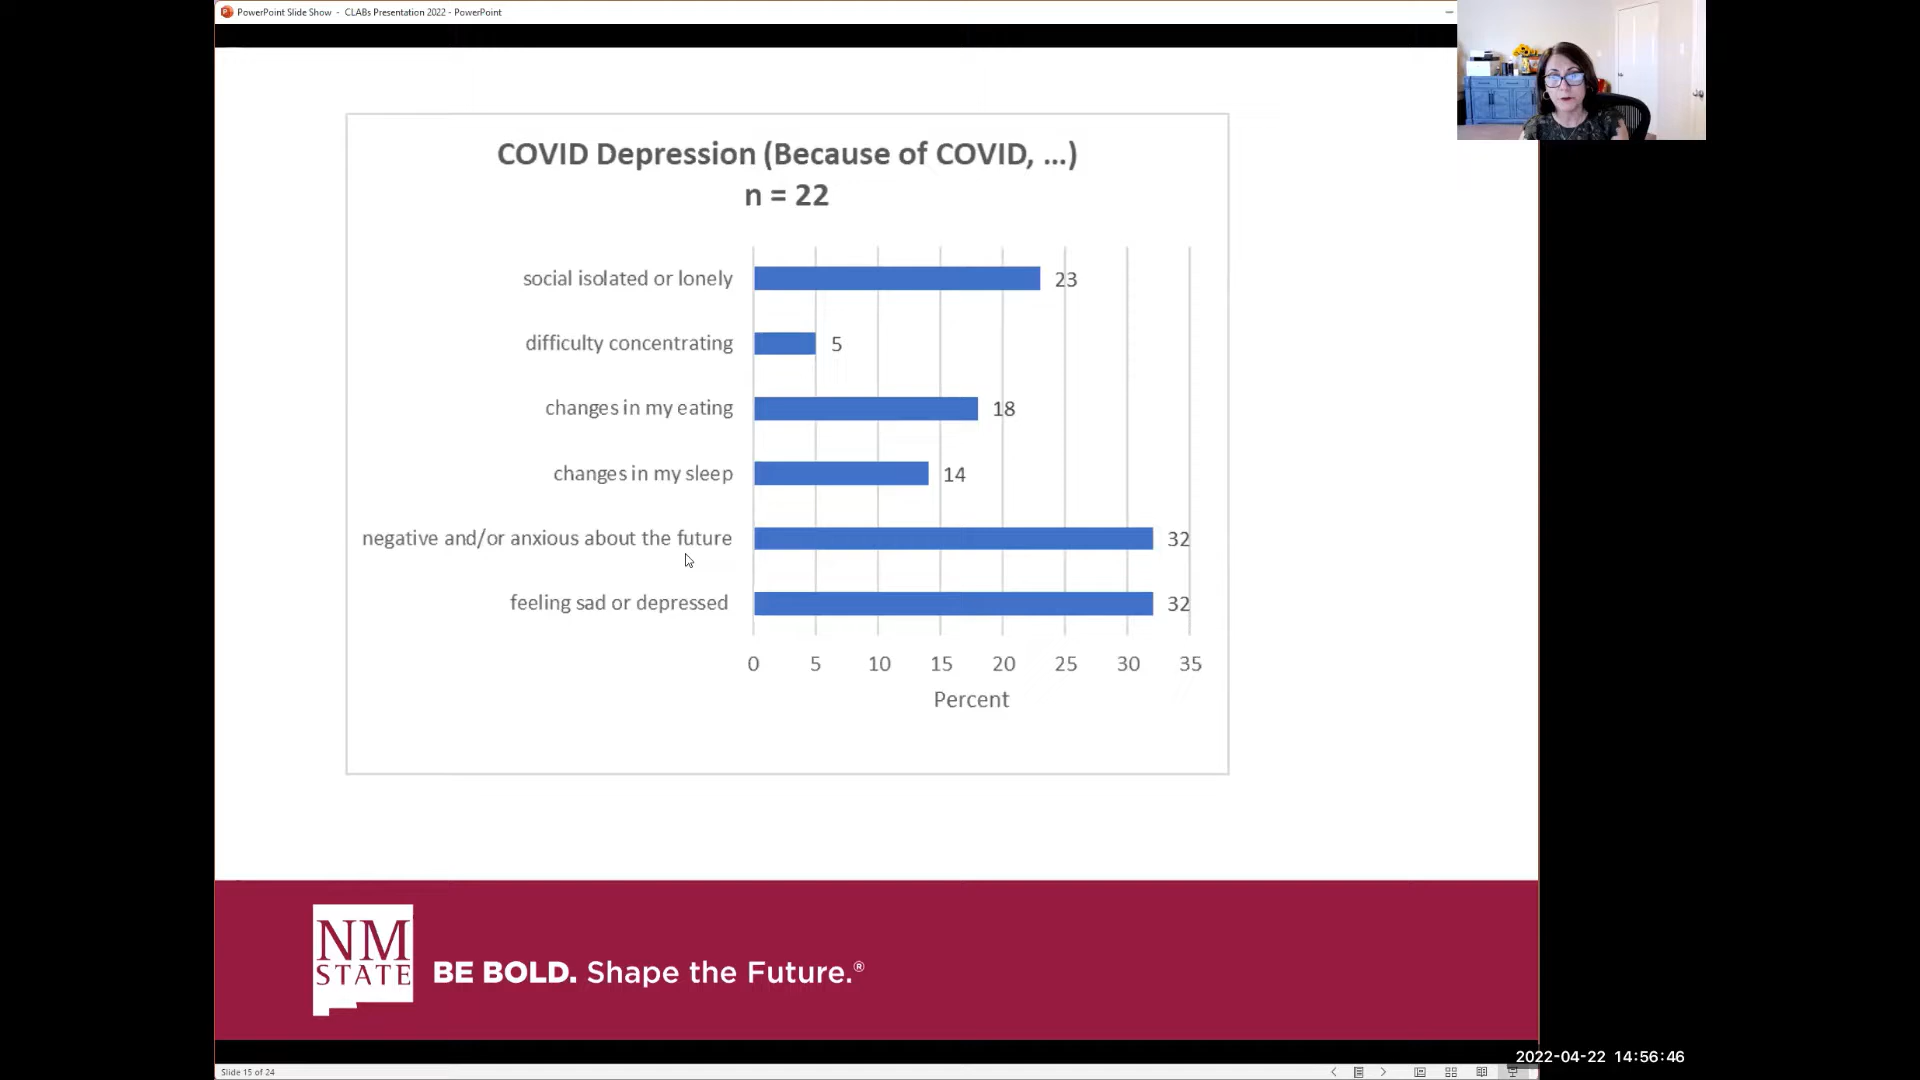 PowerPoint Slide Show - CLABs Presentation 2022 - PowerPoint
COVID Depression (Because of COVID, ...)
n = 22
social isolated or lonely 23
difficulty concentrating 5
changes in my eating 18
changes in my sleep 14
negative and/or anxious about the future 32
feeling sad or depressed 32
0 5 10 15 20 25 30 35
Percent
NM
STATE
BE BOLD. Shape the Future.®
2022-04-22 14:56:46
Slide 15 of 24